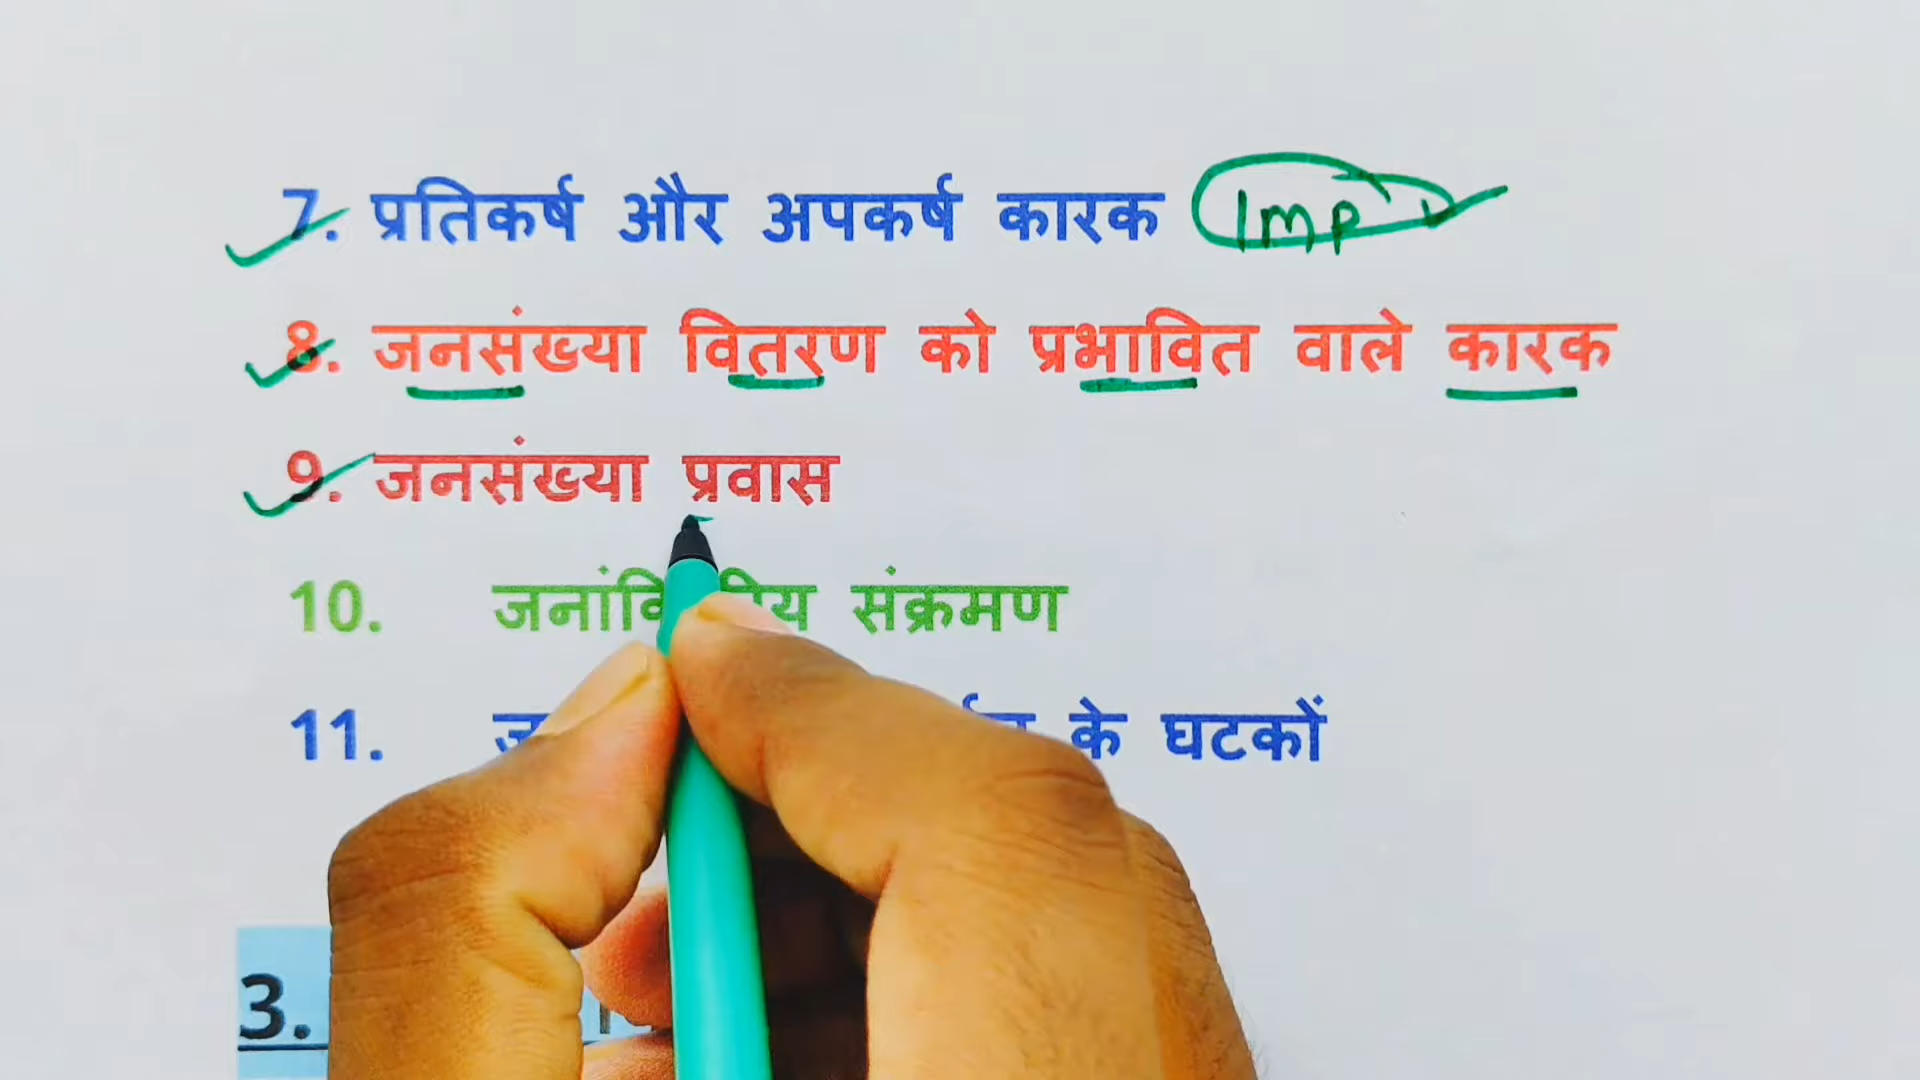 7. प्रतिकर्ष और अपकर्ष कारक Imp
8. जनसंख्या वितरण को प्रभावित वाले कारक
9. जनसंख्या प्रवास
10. संक्रमण
11. के घटकों
3.